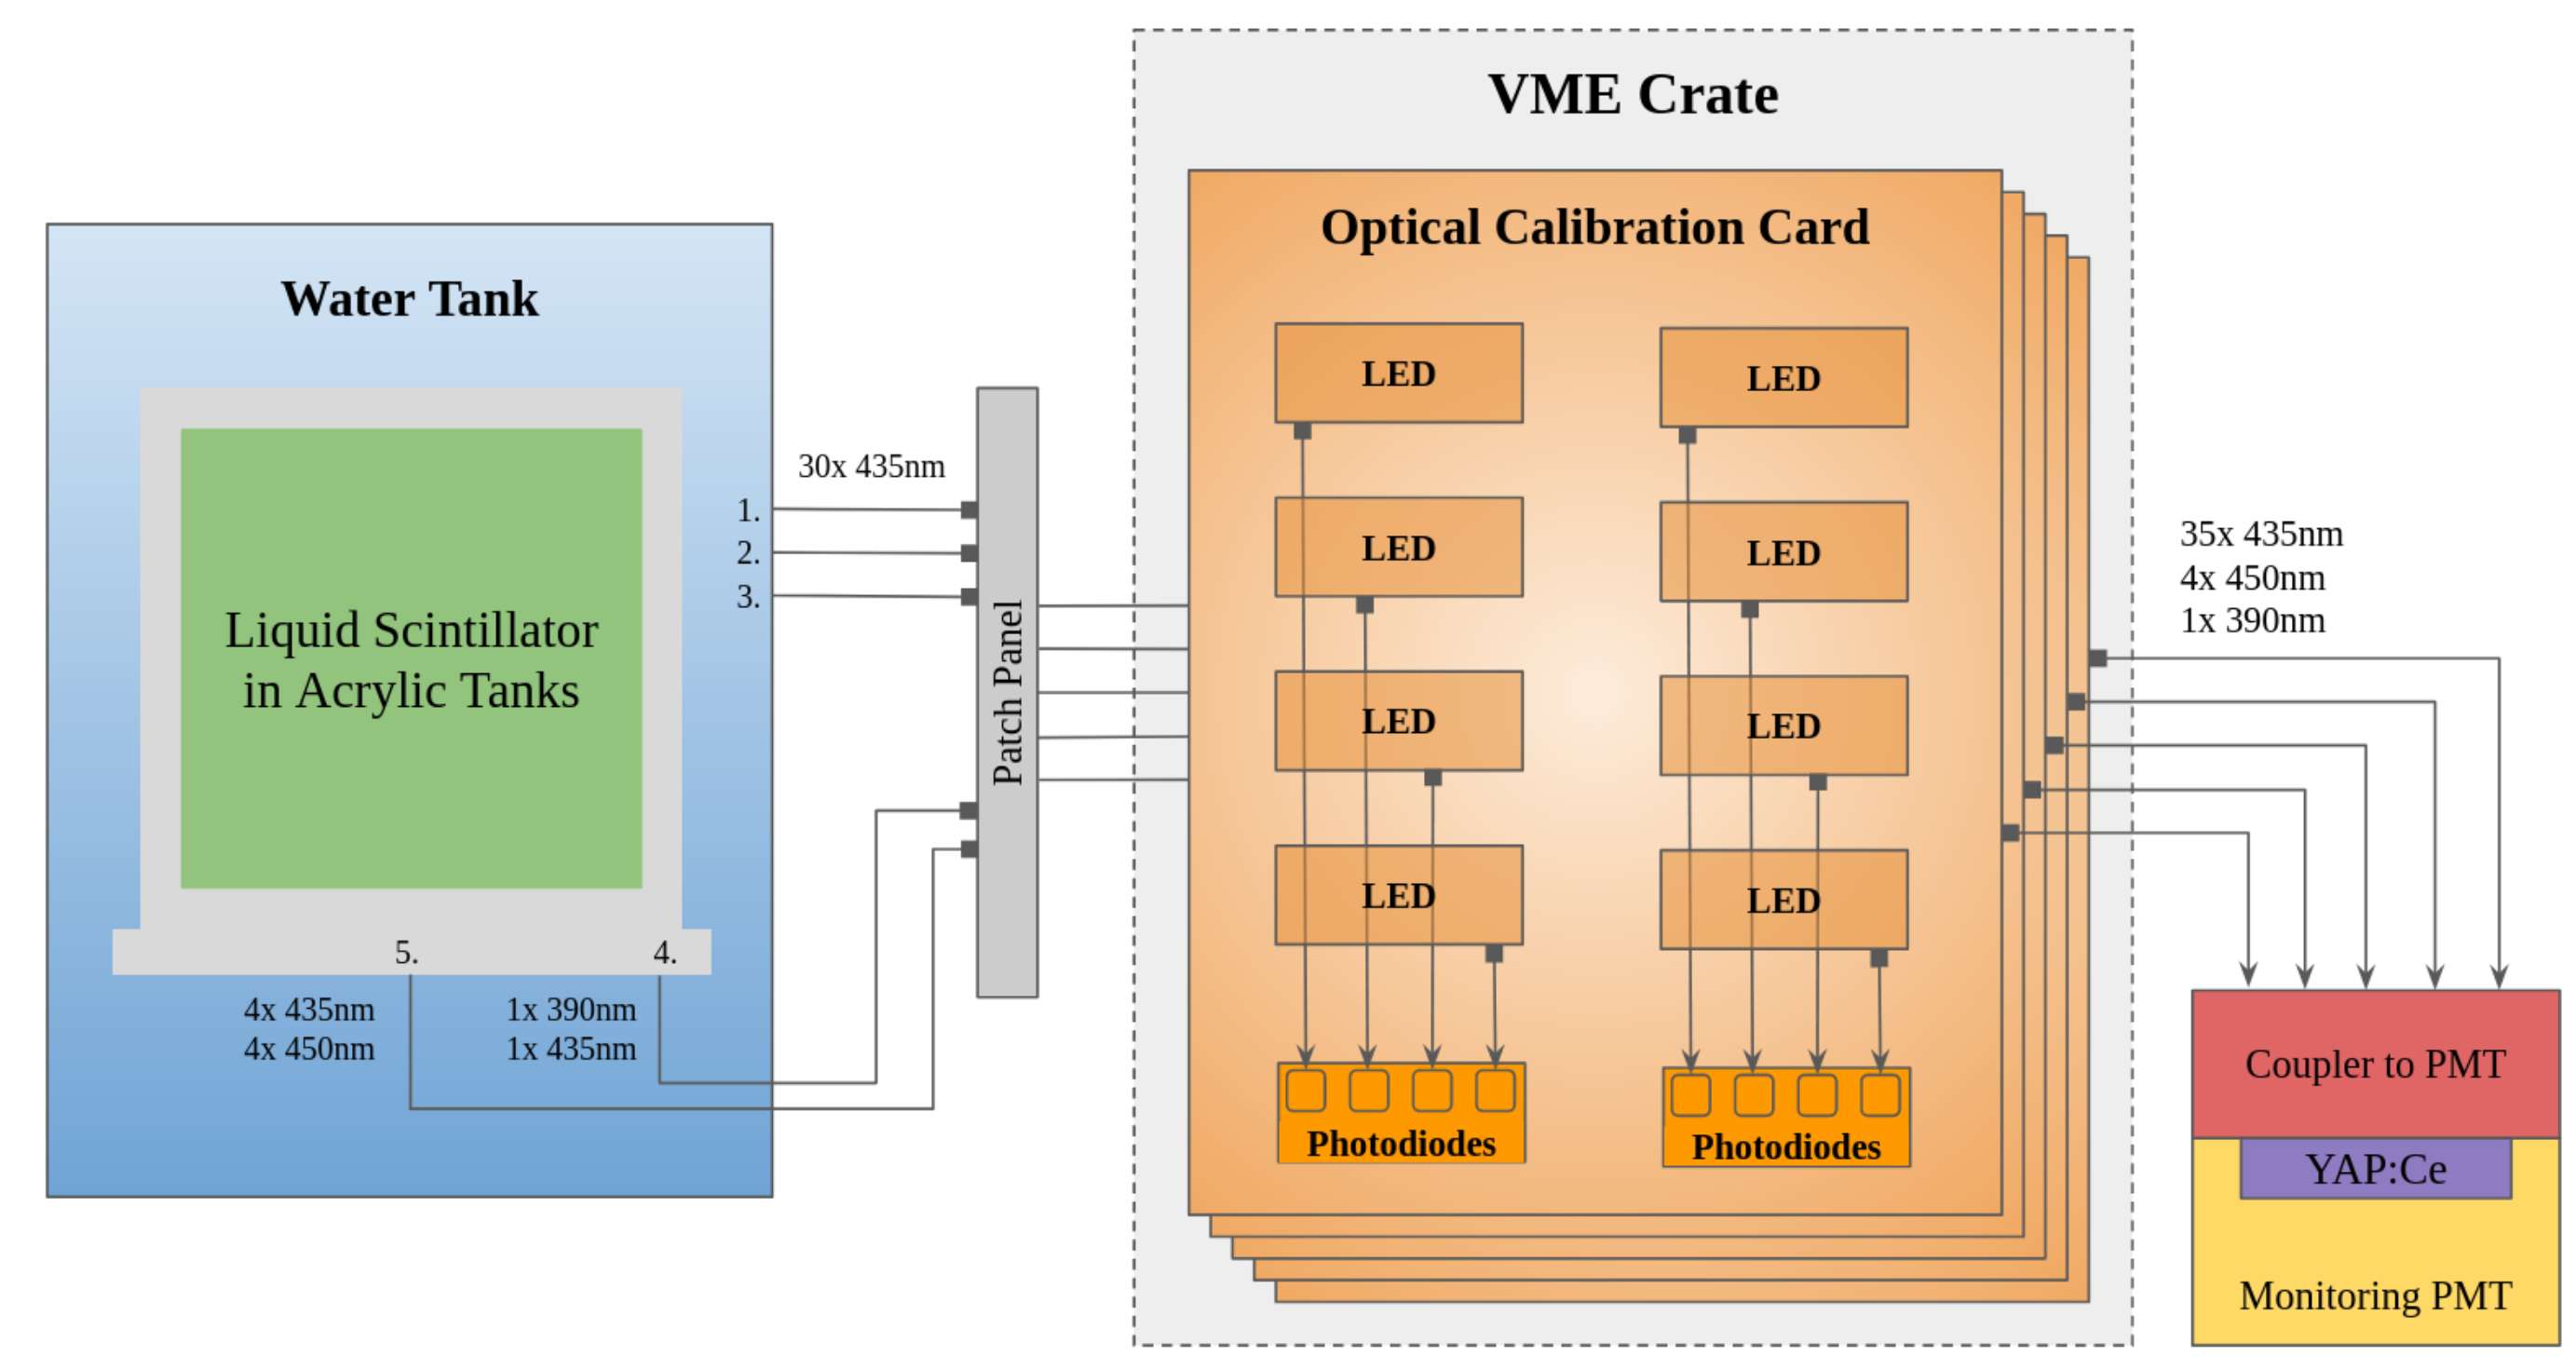 VME Crate
Optical Calibration Card
Water Tank
Liquid Scintillator
in Acrylic Tanks
30x 435nm
1.
2.
3.
5.
4.
4x 435nm
4x 450nm
1x 390nm
1x 435nm
Patch Panel
LED
LED
LED
LED
LED
LED
LED
LED
Photodiodes
Photodiodes
35x 435nm
4x 450nm
1x 390nm
Coupler to PMT
YAP:Ce
Monitoring PMT